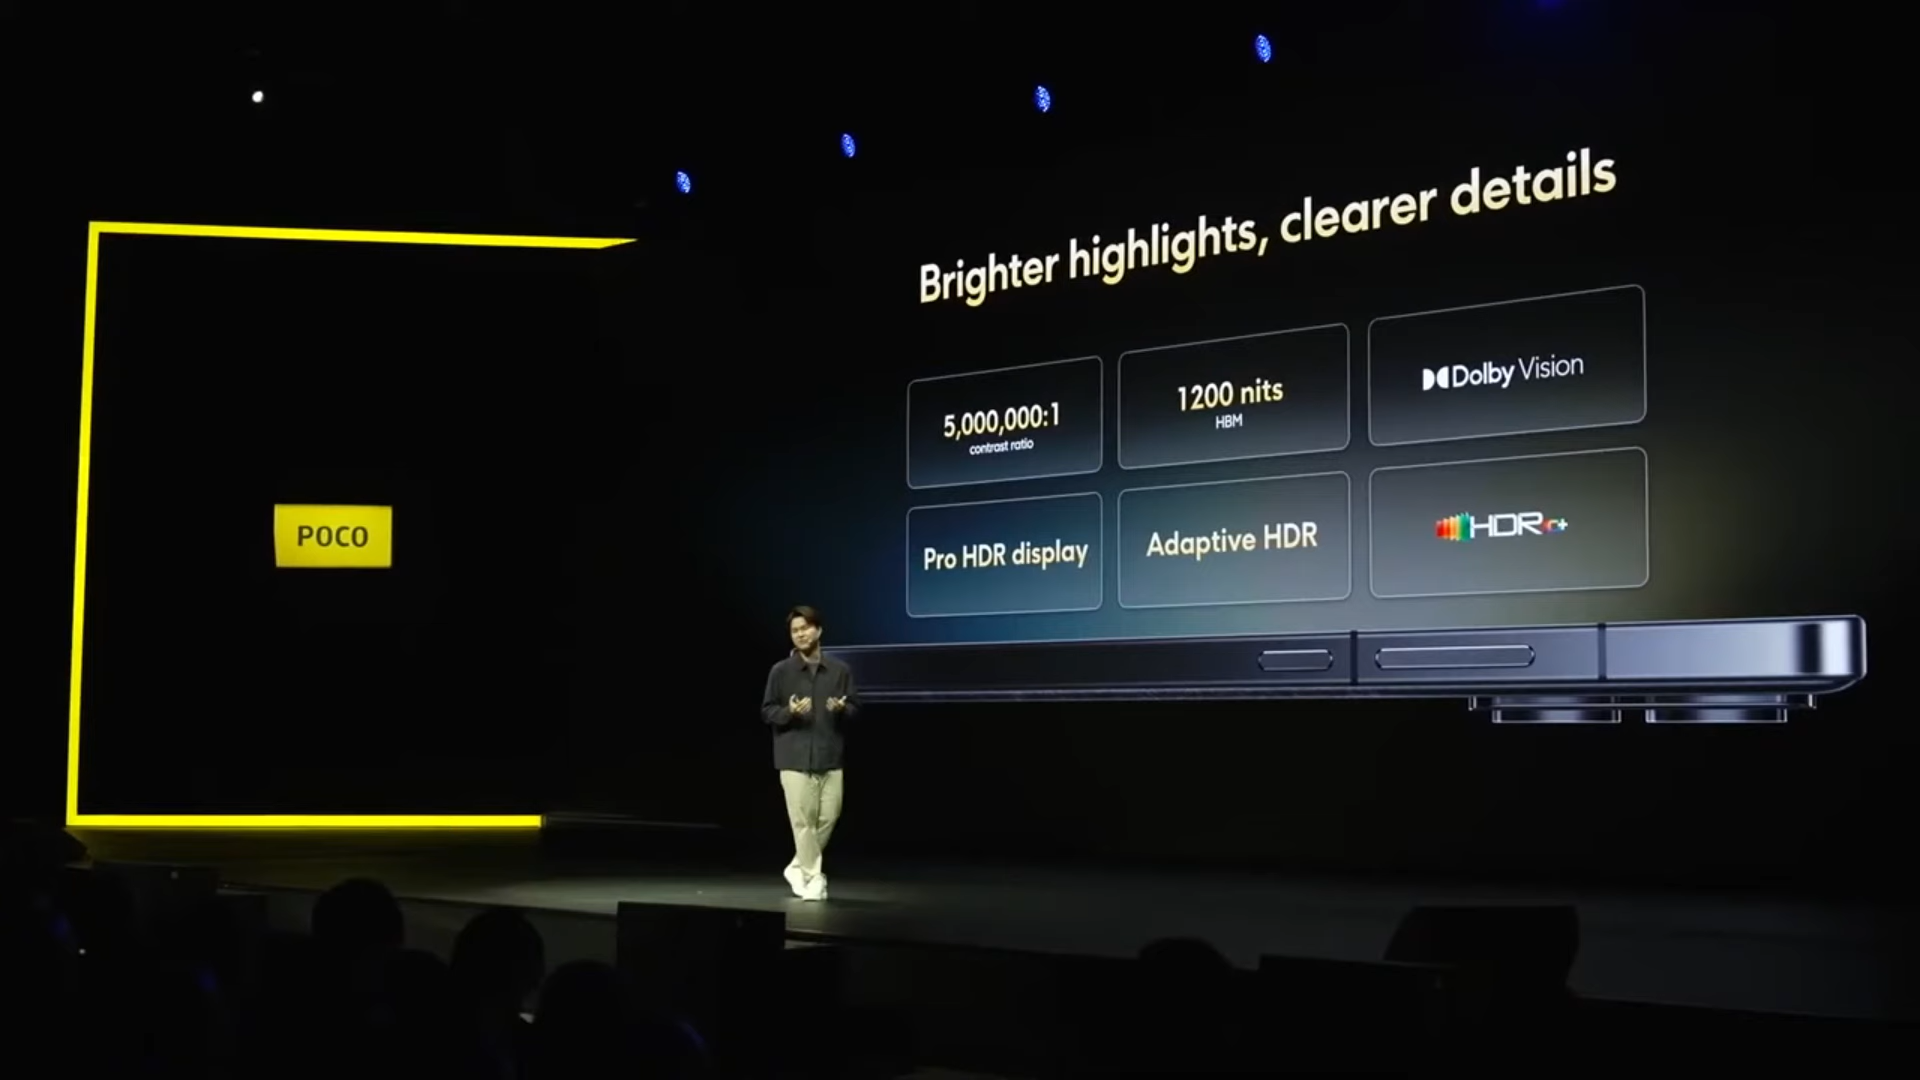 Brighter highlights, clearer details
5,000,000:1
contrast ratio
1200 nits
HBM
Dolby Vision
Pro HDR display
Adaptive HDR
HDR10+
POCO